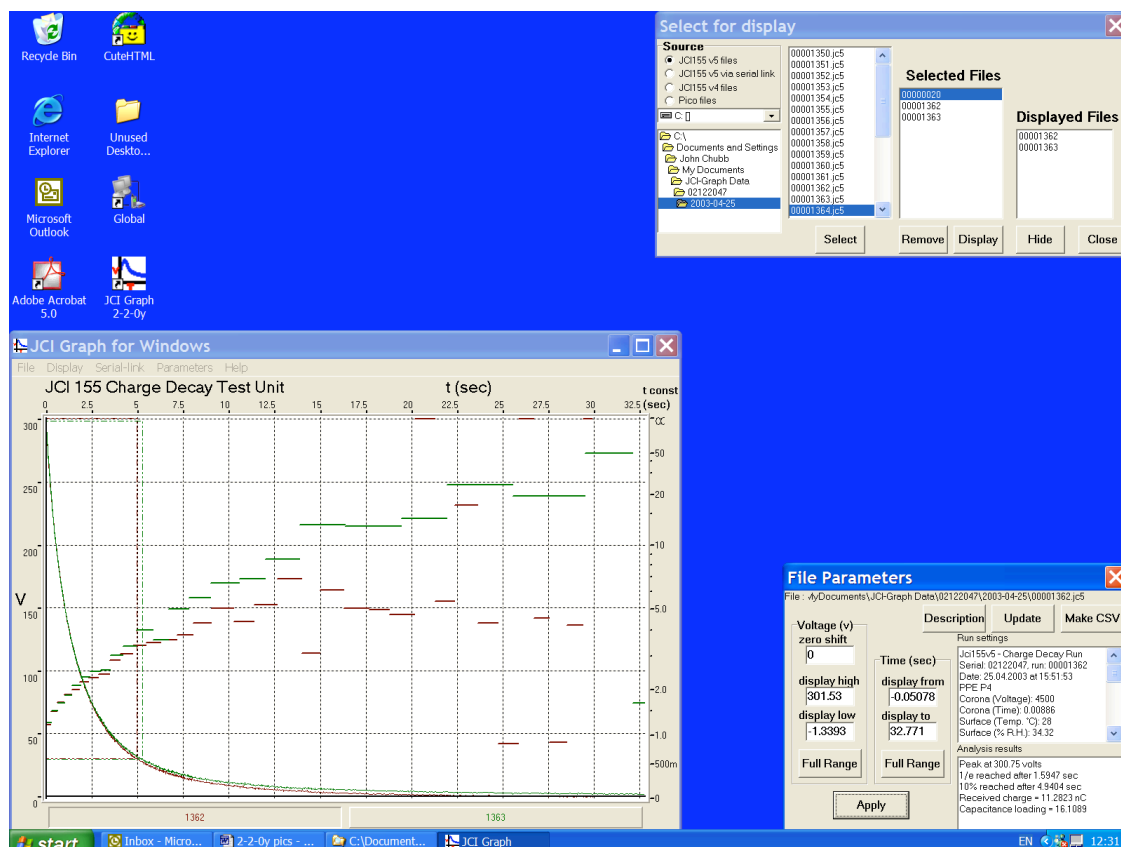 Recycle Bin
CuteHTML
Internet Explorer
Unused Deskto...
Microsoft Outlook
Global
Adobe Acrobat 5.0
JCI Graph 2-2-0y
Select for display
Source
JCI155 v5 files
JCI155 v5 via serial link
JCI155 v4 files
Pico files
C: []
C:\
Documents and Settings
John Chubb
My Documents
JCI-Graph Data
02122047
2003-04-25
00001350.jc5
00001351.jc5
00001352.jc5
00001353.jc5
00001354.jc5
00001355.jc5
00001356.jc5
00001357.jc5
00001358.jc5
00001359.jc5
00001360.jc5
00001361.jc5
00001362.jc5
00001363.jc5
00001364.jc5
Selected Files
00000020
00001362
00001363
Displayed Files
00001362
00001363
Select
Remove
Display
Hide
Close
JCI Graph for Windows
File Display Serial-link Parameters Help
JCI 155 Charge Decay Test Unit
t (sec)
t const (sec)
0 2.5 5 7.5 10 12.5 15 17.5 20 22.5 25 27.5 30 32.5
300
250
200
150
100
50
0
V
50
20
10
5.0
2.0
1.0
500m
0
1362
1363
File Parameters
File : MyDocuments\JCI-Graph Data\02122047\2003-04-25\00001362.jc5
Description
Update
Make CSV
Voltage (v)
zero shift
0
display high
301.53
display low
-1.3393
Full Range
Time (sec)
display from
-0.05078
display to
32.771
Full Range
Apply
Run settings
Jci155v5 - Charge Decay Run
Serial: 02122047, run: 00001362
Date: 25.04.2003 at 15:51:53
PPE P4
Corona (Voltage): 4500
Corona (Time): 0.00886
Surface (Temp. °C): 28
Surface (% R.H.): 34.32
Analysis results
Peak at 300.75 volts
1/e reached after 1.5947 sec
10% reached after 4.9404 sec
Received charge = 11.2823 nC
Capacitance loading = 16.1089
start
Inbox - Micro...
2-2-0y pics - ...
C:\Document...
JCI Graph
EN
12:31